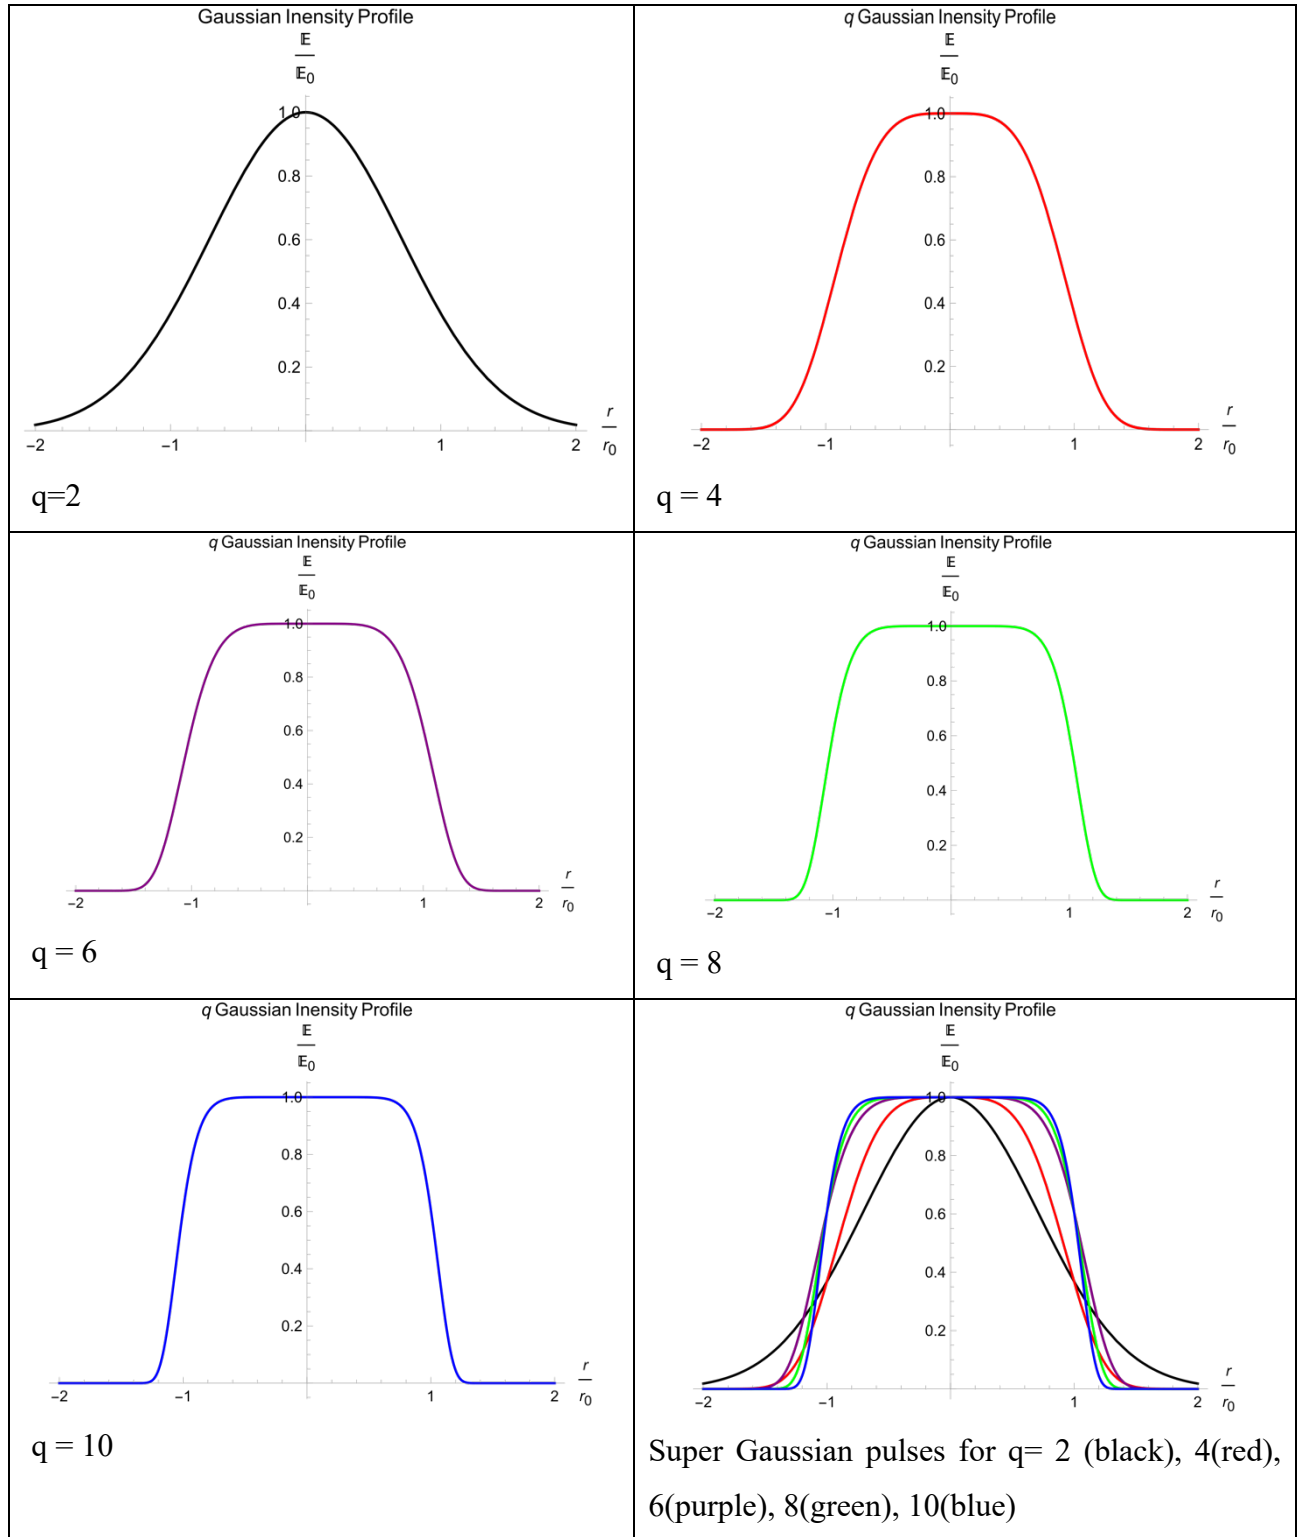 Gaussian Inensity Profile
𝔼
𝔼0
1.0
0.8
0.6
0.4
0.2
−2 −1 1 2
r
r0
q=2
q Gaussian Inensity Profile
𝔼
𝔼0
1.0
0.8
0.6
0.4
0.2
−2 −1 1 2
r
r0
q = 4
q Gaussian Inensity Profile
𝔼
𝔼0
1.0
0.8
0.6
0.4
0.2
−2 −1 1 2
r
r0
q = 6
q Gaussian Inensity Profile
𝔼
𝔼0
1.0
0.8
0.6
0.4
0.2
−2 −1 1 2
r
r0
q = 8
q Gaussian Inensity Profile
𝔼
𝔼0
1.0
0.8
0.6
0.4
0.2
−2 −1 1 2
r
r0
q = 10
q Gaussian Inensity Profile
𝔼
𝔼0
1.0
0.8
0.6
0.4
0.2
−2 −1 1 2
r
r0
Super Gaussian pulses for q= 2 (black), 4(red),
6(purple), 8(green), 10(blue)